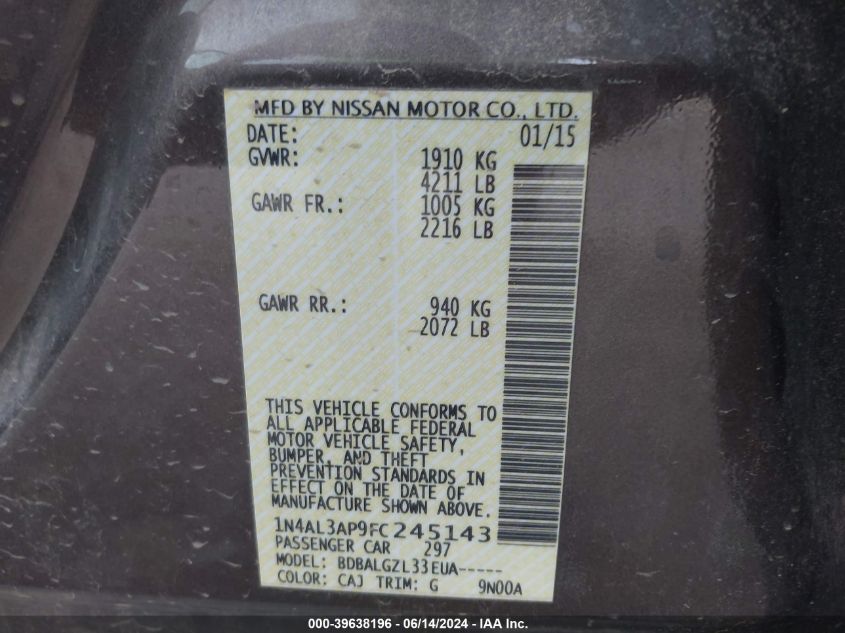 MFD BY NISSAN MOTOR CO., LTD.
DATE: 01/15
GVWR: 1910 KG
4211 LB
GAWR FR.: 1005 KG
2216 LB
GAWR RR.: 940 KG
2072 LB
THIS VEHICLE CONFORMS TO
ALL APPLICABLE FEDERAL
MOTOR VEHICLE SAFETY,
BUMPER, AND THEFT
PREVENTION STANDARDS IN
EFFECT ON THE DATE OF
MANUFACTURE SHOWN ABOVE.
1N4AL3AP9FC245143
PASSENGER CAR 297
MODEL: BDBALGZL33EUA-----
COLOR: CAJ TRIM: G 9N00A
000-39638196 - 06/14/2024 - IAA Inc.